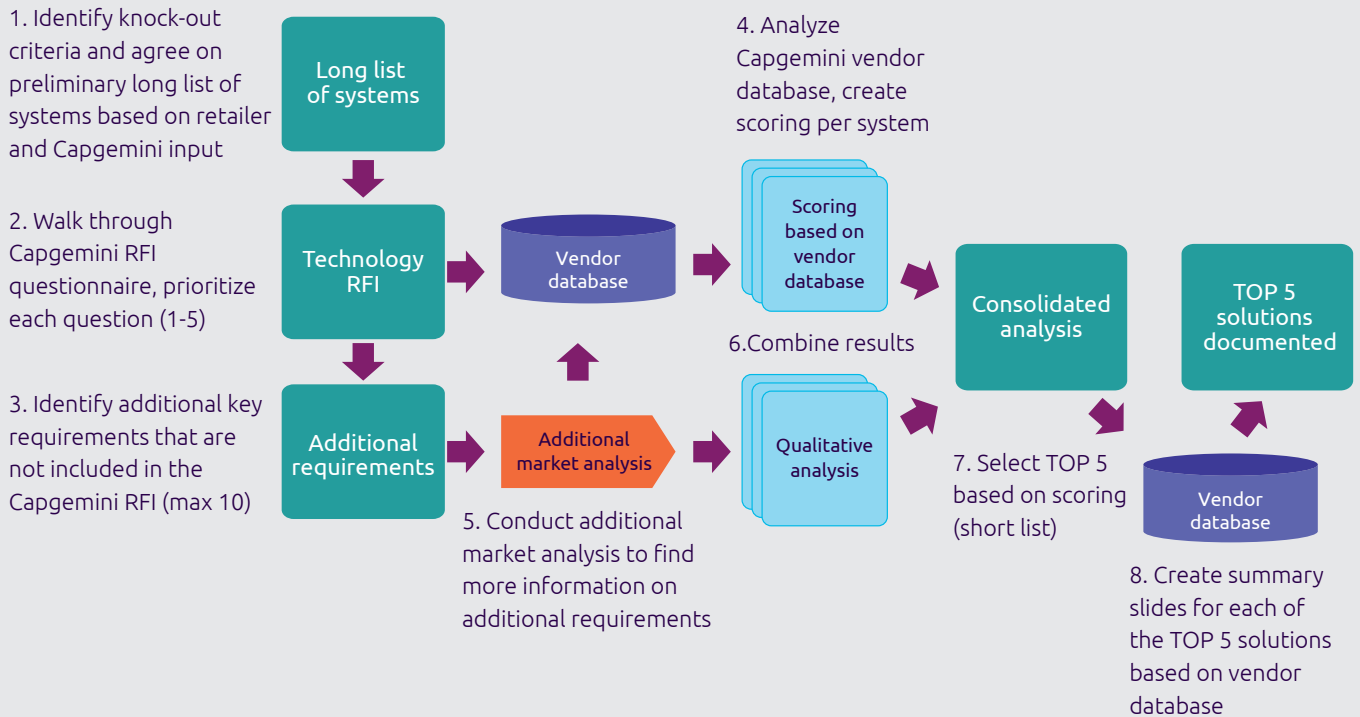 1. Identify knock-out
criteria and agree on
preliminary long list of
systems based on retailer
and Capgemini input
Long list
of systems
2. Walk through
Capgemini RFI
questionnaire, prioritize
each question (1-5)
Technology
RFI
3. Identify additional key
requirements that are
not included in the
Capgemini RFI (max 10)
Additional
requirements
Vendor
database
4. Analyze
Capgemini vendor
database, create
scoring per system
Scoring
based on
vendor
database
Additional
market analysis
5. Conduct additional
market analysis to find
more information on
additional requirements
6.Combine results
Qualitative
analysis
Consolidated
analysis
7. Select TOP 5
based on scoring
(short list)
TOP 5
solutions
documented
Vendor
database
8. Create summary
slides for each of
the TOP 5 solutions
based on vendor
database